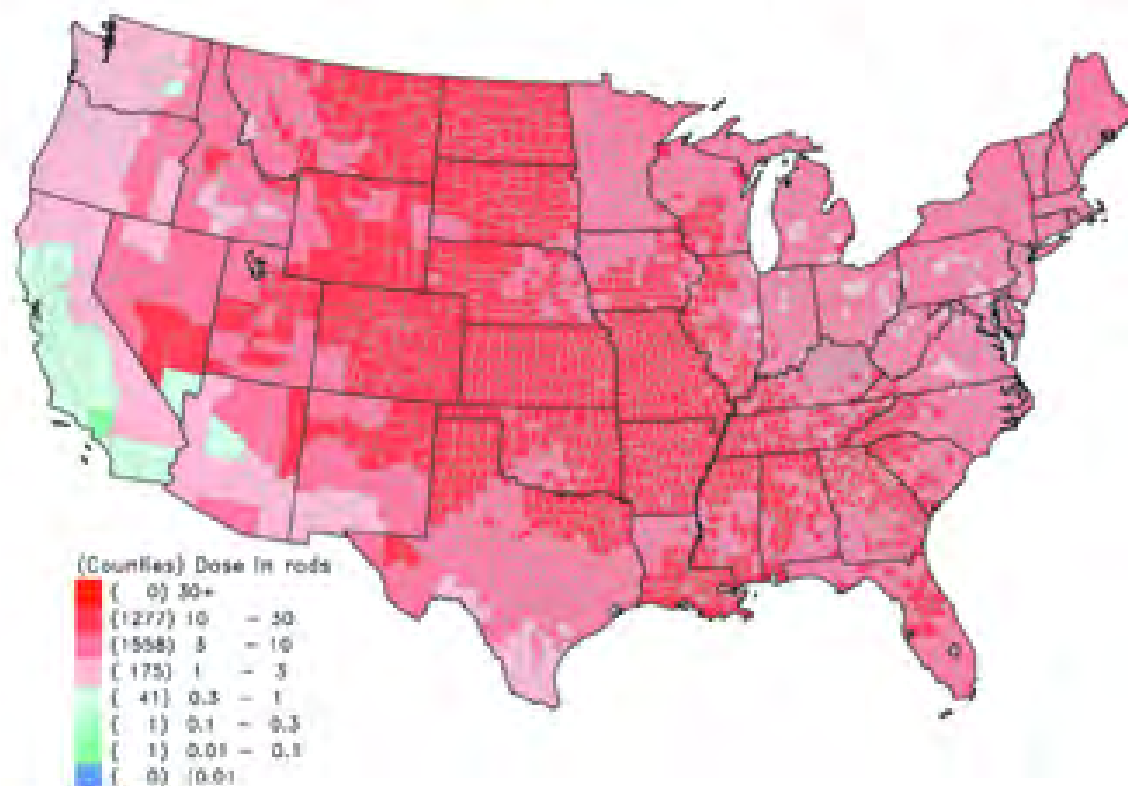 (Counties) Dose in rads
( 0) 30+
(1277) 10 - 30
(1558) 3 - 10
( 175) 1 - 3
( 41) 0.3 - 1
( 1) 0.1 - 0.3
( 1) 0.01 - 0.1
( 0) <0.01